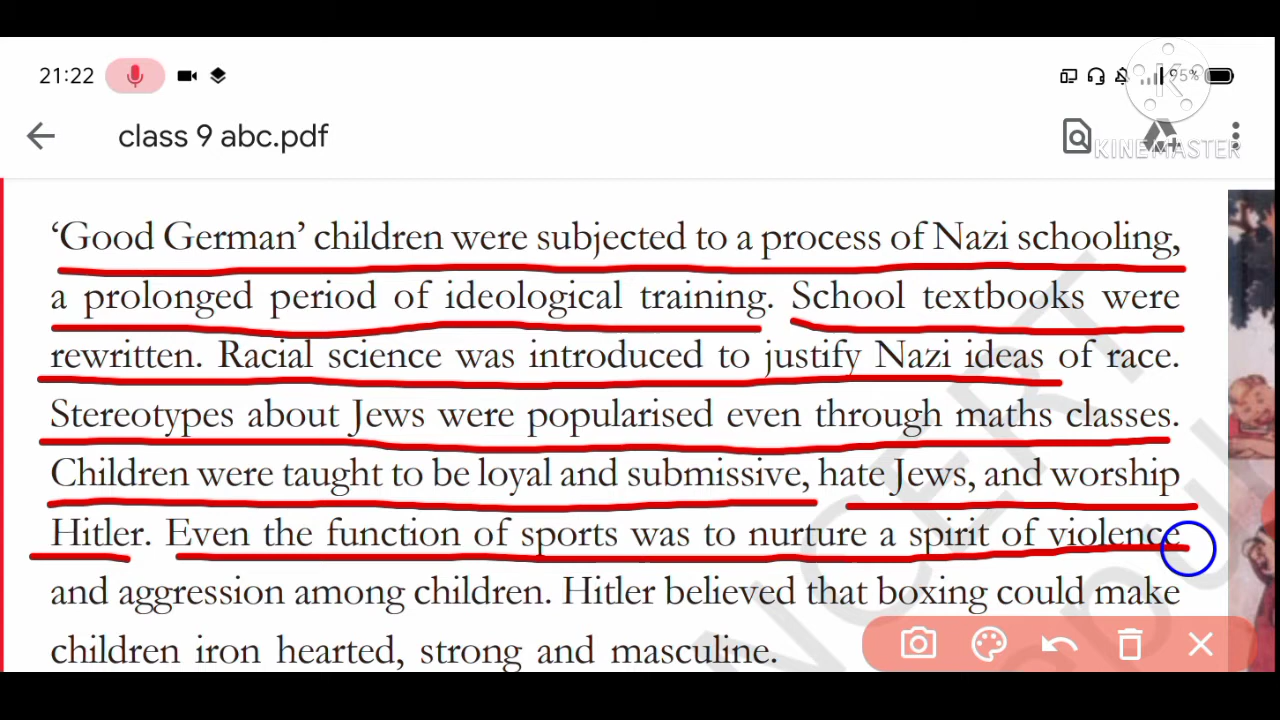 21:22
95%
class 9 abc.pdf
KINEMASTER
‘Good German’ children were subjected to a process of Nazi schooling,
a prolonged period of ideological training. School textbooks were
rewritten. Racial science was introduced to justify Nazi ideas of race.
Stereotypes about Jews were popularised even through maths classes.
Children were taught to be loyal and submissive, hate Jews, and worship
Hitler. Even the function of sports was to nurture a spirit of violence
and aggression among children. Hitler believed that boxing could make
children iron hearted, strong and masculine.
NCERT